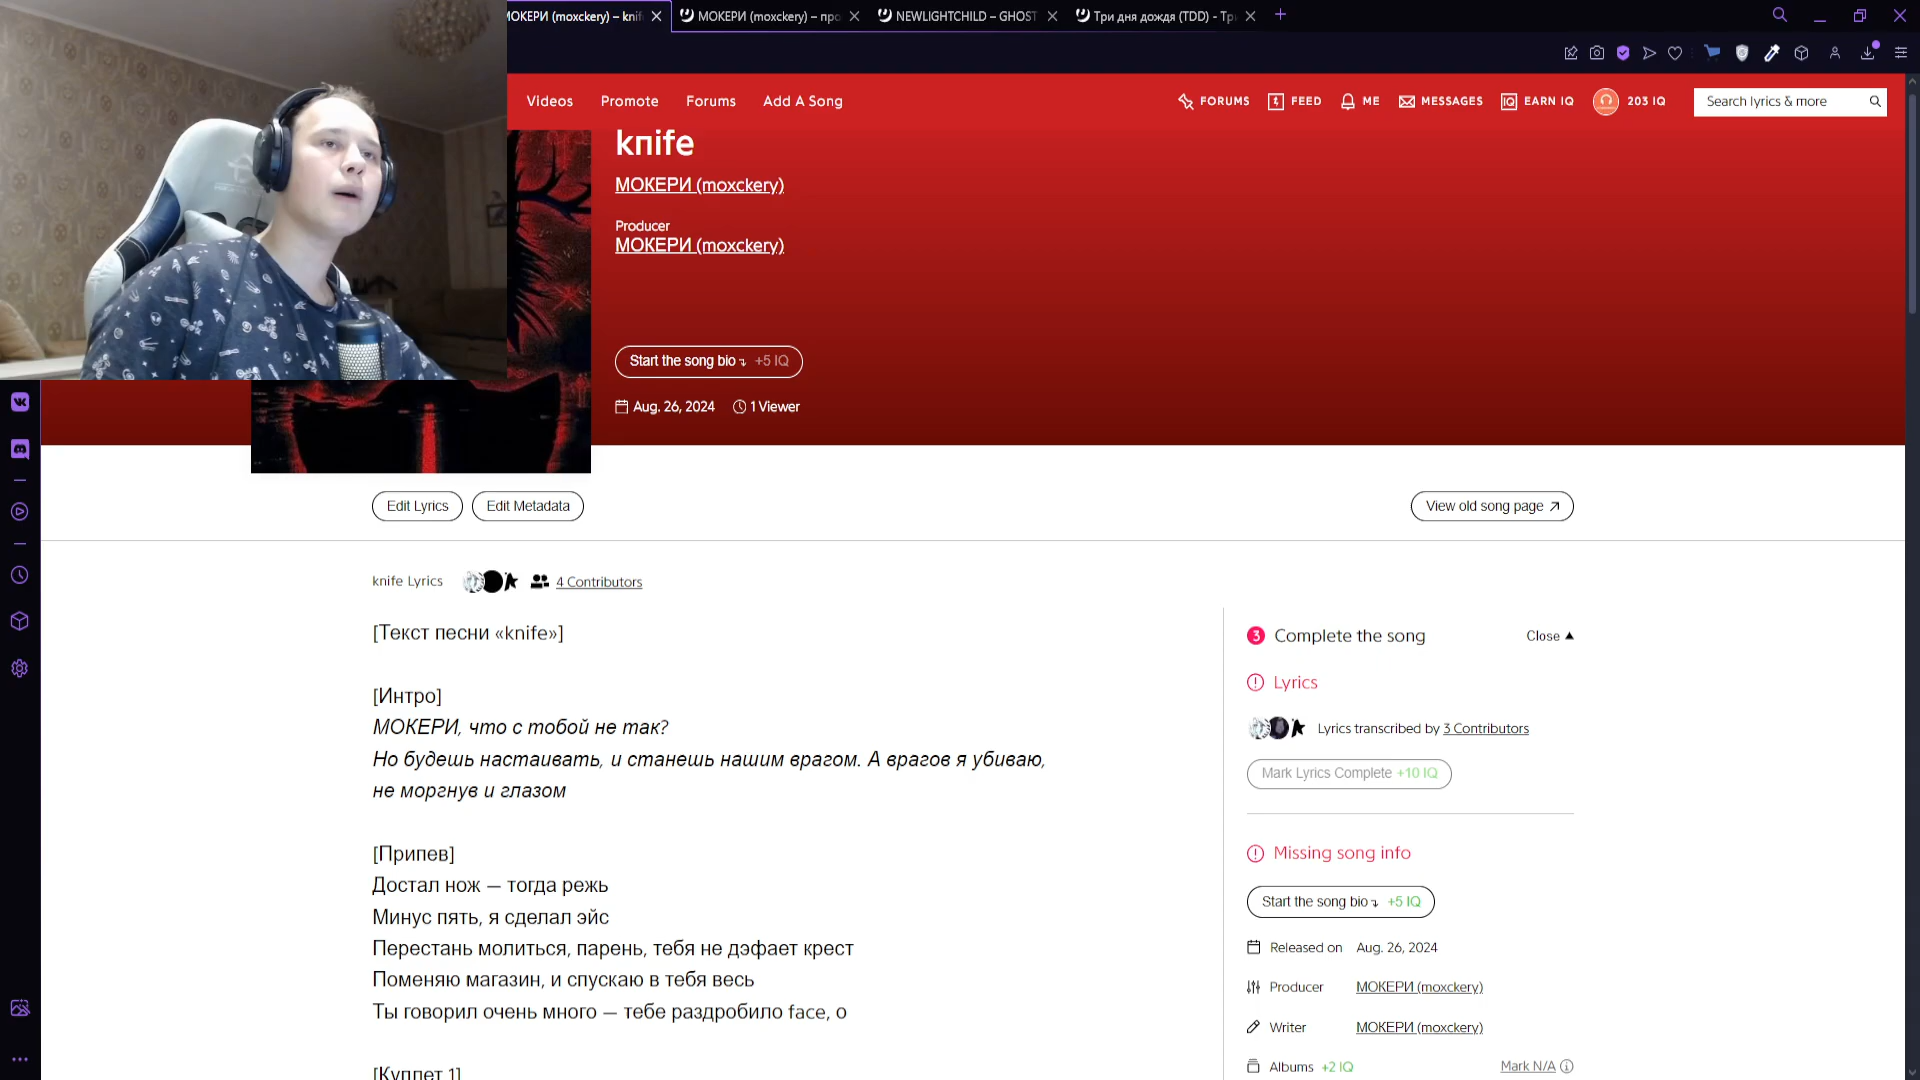 МОКЕРИ (moxckery) – knif
МОКЕРИ (moxckery) – про
NEWLIGHTCHILD – GHOST
Три дня дождя (TDD) - Тр
Videos
Promote
Forums
Add A Song
FORUMS
FEED
ME
MESSAGES
IQ EARN IQ
203 IQ
Search lyrics & more
knife
МОКЕРИ (moxckery)
Producer
МОКЕРИ (moxckery)
Start the song bio +5 IQ
Aug. 26, 2024
1 Viewer
Edit Lyrics
Edit Metadata
View old song page
knife Lyrics
4 Contributors
[Текст песни «knife»]
[Интро]
МОКЕРИ, что с тобой не так?
Но будешь настаивать, и станешь нашим врагом. А врагов я убиваю,
не моргнув и глазом
[Припев]
Достал нож — тогда режь
Минус пять, я сделал эйс
Перестань молиться, парень, тебя не дэфает крест
Поменяю магазин, и спускаю в тебя весь
Ты говорил очень много — тебе раздробило face, о
[Куплет 1]
3 Complete the song
Close
Lyrics
Lyrics transcribed by 3 Contributors
Mark Lyrics Complete +10 IQ
Missing song info
Start the song bio +5 IQ
Released on Aug. 26, 2024
Producer МОКЕРИ (moxckery)
Writer МОКЕРИ (moxckery)
Albums +2 IQ Mark N/A